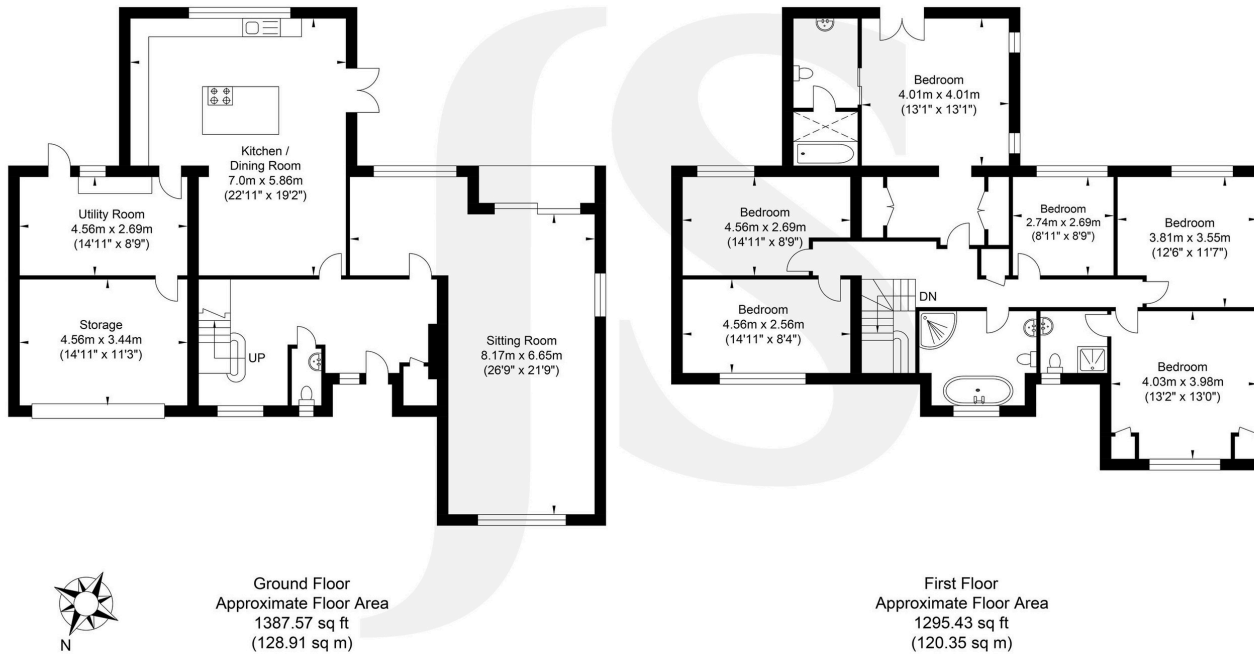 Kitchen /
Dining Room
7.0m x 5.86m
(22'11" x 19'2")
Utility Room
4.56m x 2.69m
(14'11" x 8'9")
Storage
4.56m x 3.44m
(14'11" x 11'3")
UP
Sitting Room
8.17m x 6.65m
(26'9" x 21'9")
N
Ground Floor
Approximate Floor Area
1387.57 sq ft
(128.91 sq m)
Bedroom
4.01m x 4.01m
(13'1" x 13'1")
Bedroom
4.56m x 2.69m
(14'11" x 8'9")
Bedroom
2.74m x 2.69m
(8'11" x 8'9")
Bedroom
3.81m x 3.55m
(12'6" x 11'7")
DN
Bedroom
4.56m x 2.56m
(14'11" x 8'4")
Bedroom
4.03m x 3.98m
(13'2" x 13'0")
First Floor
Approximate Floor Area
1295.43 sq ft
(120.35 sq m)
JS